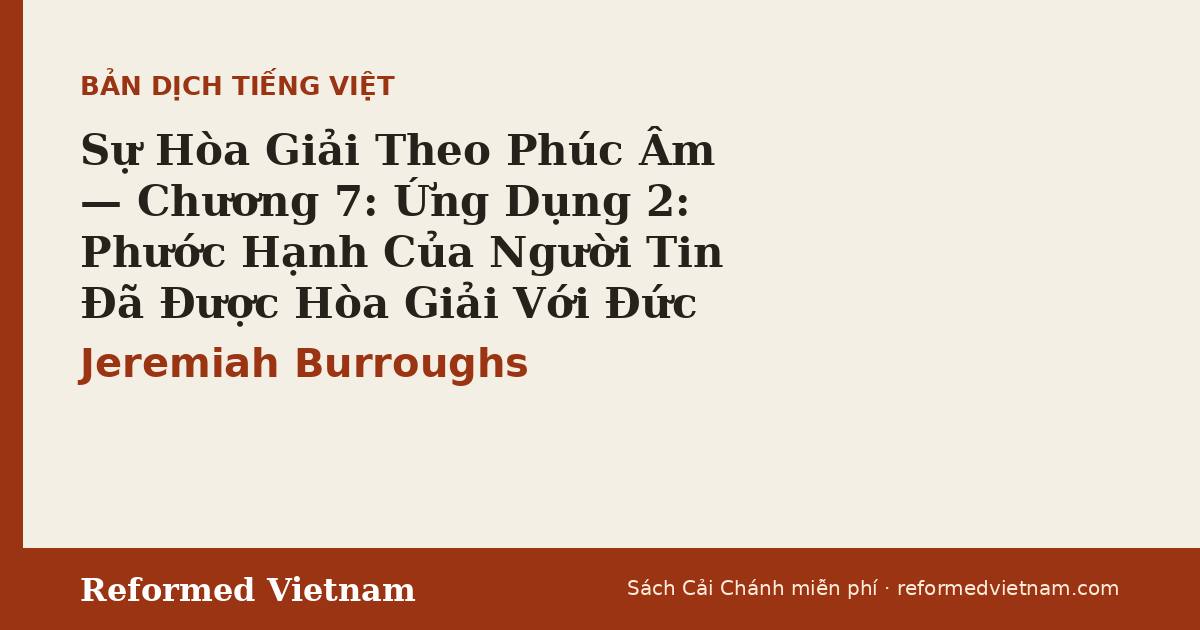 BẢN DỊCH TIẾNG VIỆT
Sự Hòa Giải Theo Phúc Âm
— Chương 7: Ứng Dụng 2:
Phước Hạnh Của Người Tin
Đã Được Hòa Giải Với Đức
Jeremiah Burroughs
Reformed Vietnam
Sách Cải Chánh miễn phí · reformedvietnam.com